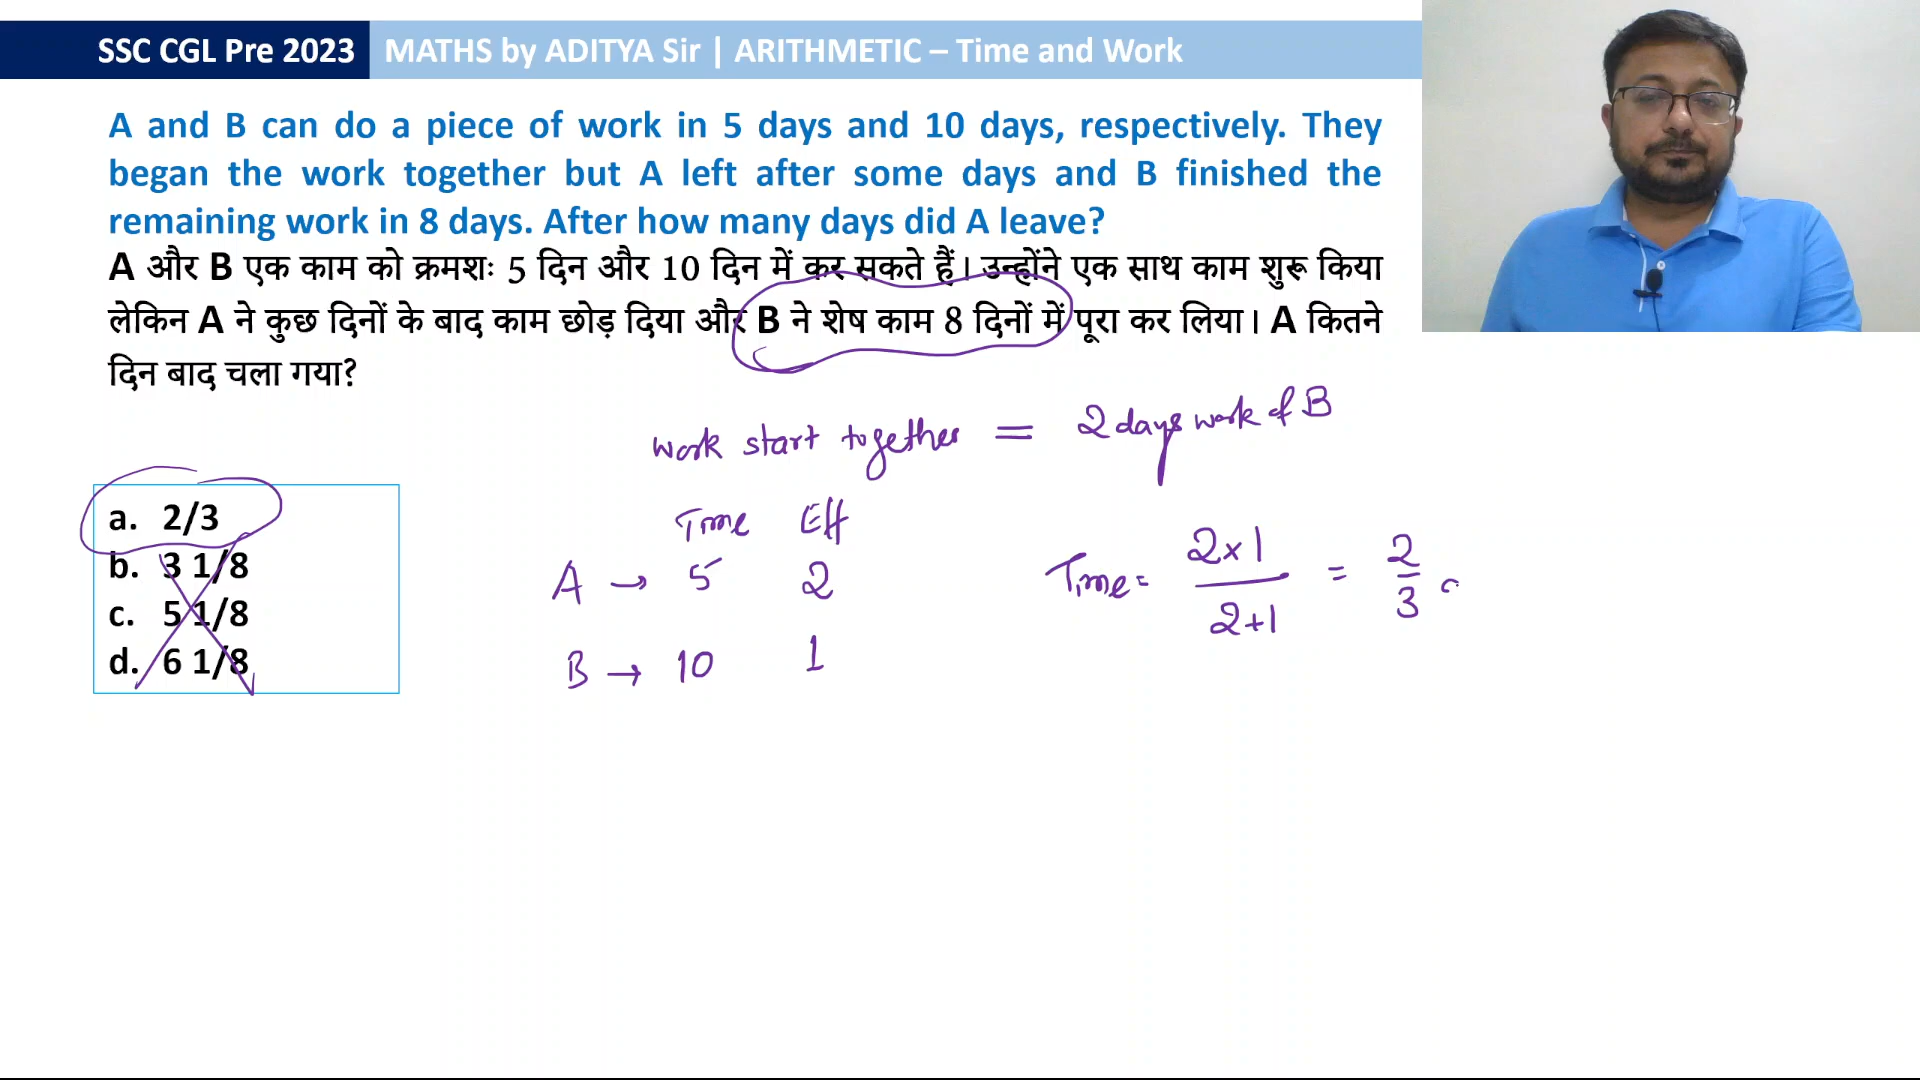 SSC CGL Pre 2023
MATHS by ADITYA Sir | ARITHMETIC – Time and Work
A and B can do a piece of work in 5 days and 10 days, respectively. They
began the work together but A left after some days and B finished the
remaining work in 8 days. After how many days did A leave?
A और B एक काम को क्रमशः 5 दिन और 10 दिन में कर सकते हैं। उन्होंने एक साथ काम शुरू किया
लेकिन A ने कुछ दिनों के बाद काम छोड़ दिया और B ने शेष काम 8 दिनों में पूरा कर लिया। A कितने
दिन बाद चला गया?
work start together = 2 days work of B
a. 2/3
b. 3 1/8
c. 5 1/8
d. 6 1/8
Time Eff
A → 5 2
B → 10 1
Time = 2×1 / 2+1 = 2/3